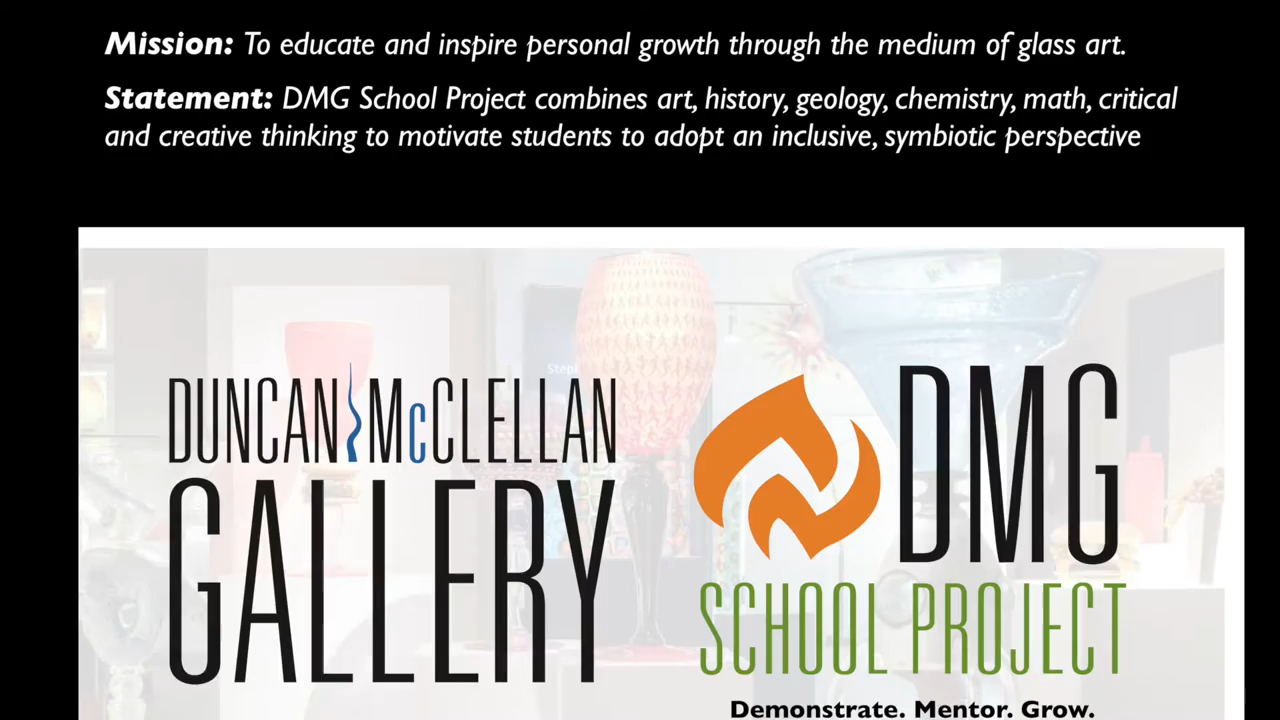 Mission: To educate and inspire personal growth through the medium of glass art.
Statement: DMG School Project combines art, history, geology, chemistry, math, critical
and creative thinking to motivate students to adopt an inclusive, symbiotic perspective
DUNCAN McCLELLAN
GALLERY
DMG
SCHOOL PROJECT
Demonstrate. Mentor. Grow.